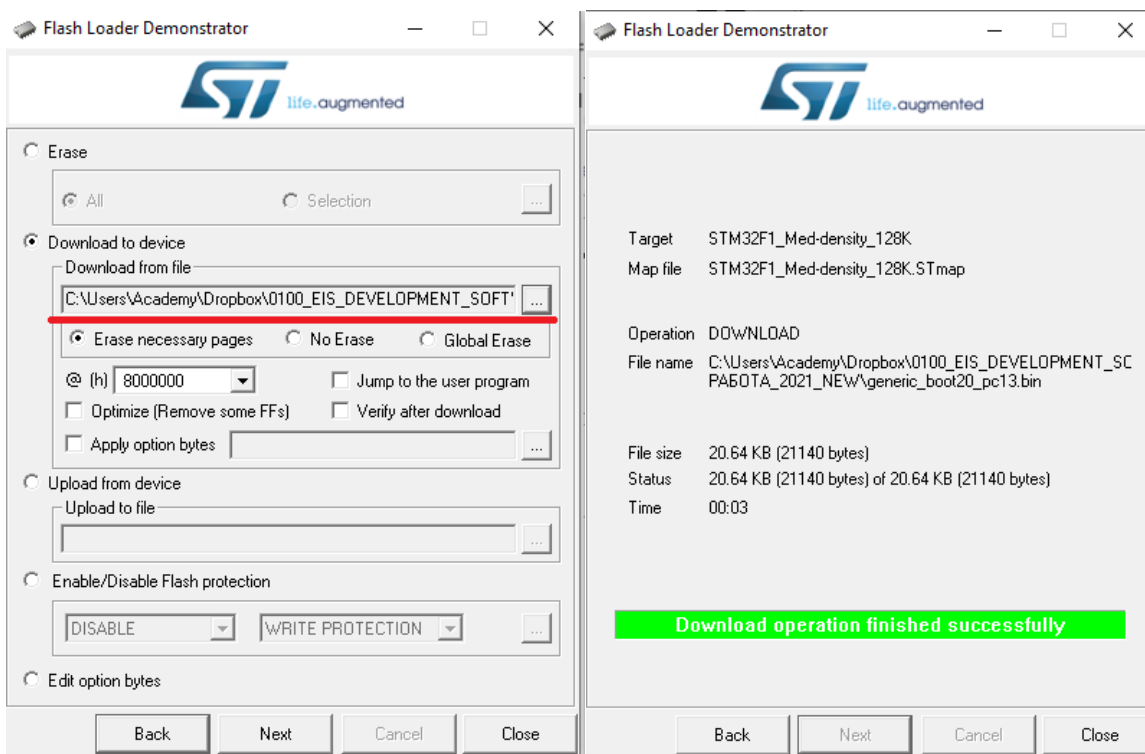 Flash Loader Demonstrator
ST life.augmented
Erase
All Selection ...
Download to device
Download from file
C:\Users\Academy\Dropbox\0100_EIS_DEVELOPMENT_SOFT' ...
Erase necessary pages No Erase Global Erase
@ (h) 8000000 Jump to the user program
Optimize (Remove some FFs) Verify after download
Apply option bytes ...
Upload from device
Upload to file
...
Enable/Disable Flash protection
DISABLE WRITE PROTECTION ...
Edit option bytes
Back Next Cancel Close
Flash Loader Demonstrator
ST life.augmented
Target STM32F1_Med-density_128K
Map file STM32F1_Med-density_128K.STmap
Operation DOWNLOAD
File name C:\Users\Academy\Dropbox\0100_EIS_DEVELOPMENT_SC
РАБОТА_2021_NEW\generic_boot20_pc13.bin
File size 20.64 KB (21140 bytes)
Status 20.64 KB (21140 bytes) of 20.64 KB (21140 bytes)
Time 00:03
Download operation finished successfully
Back Next Cancel Close